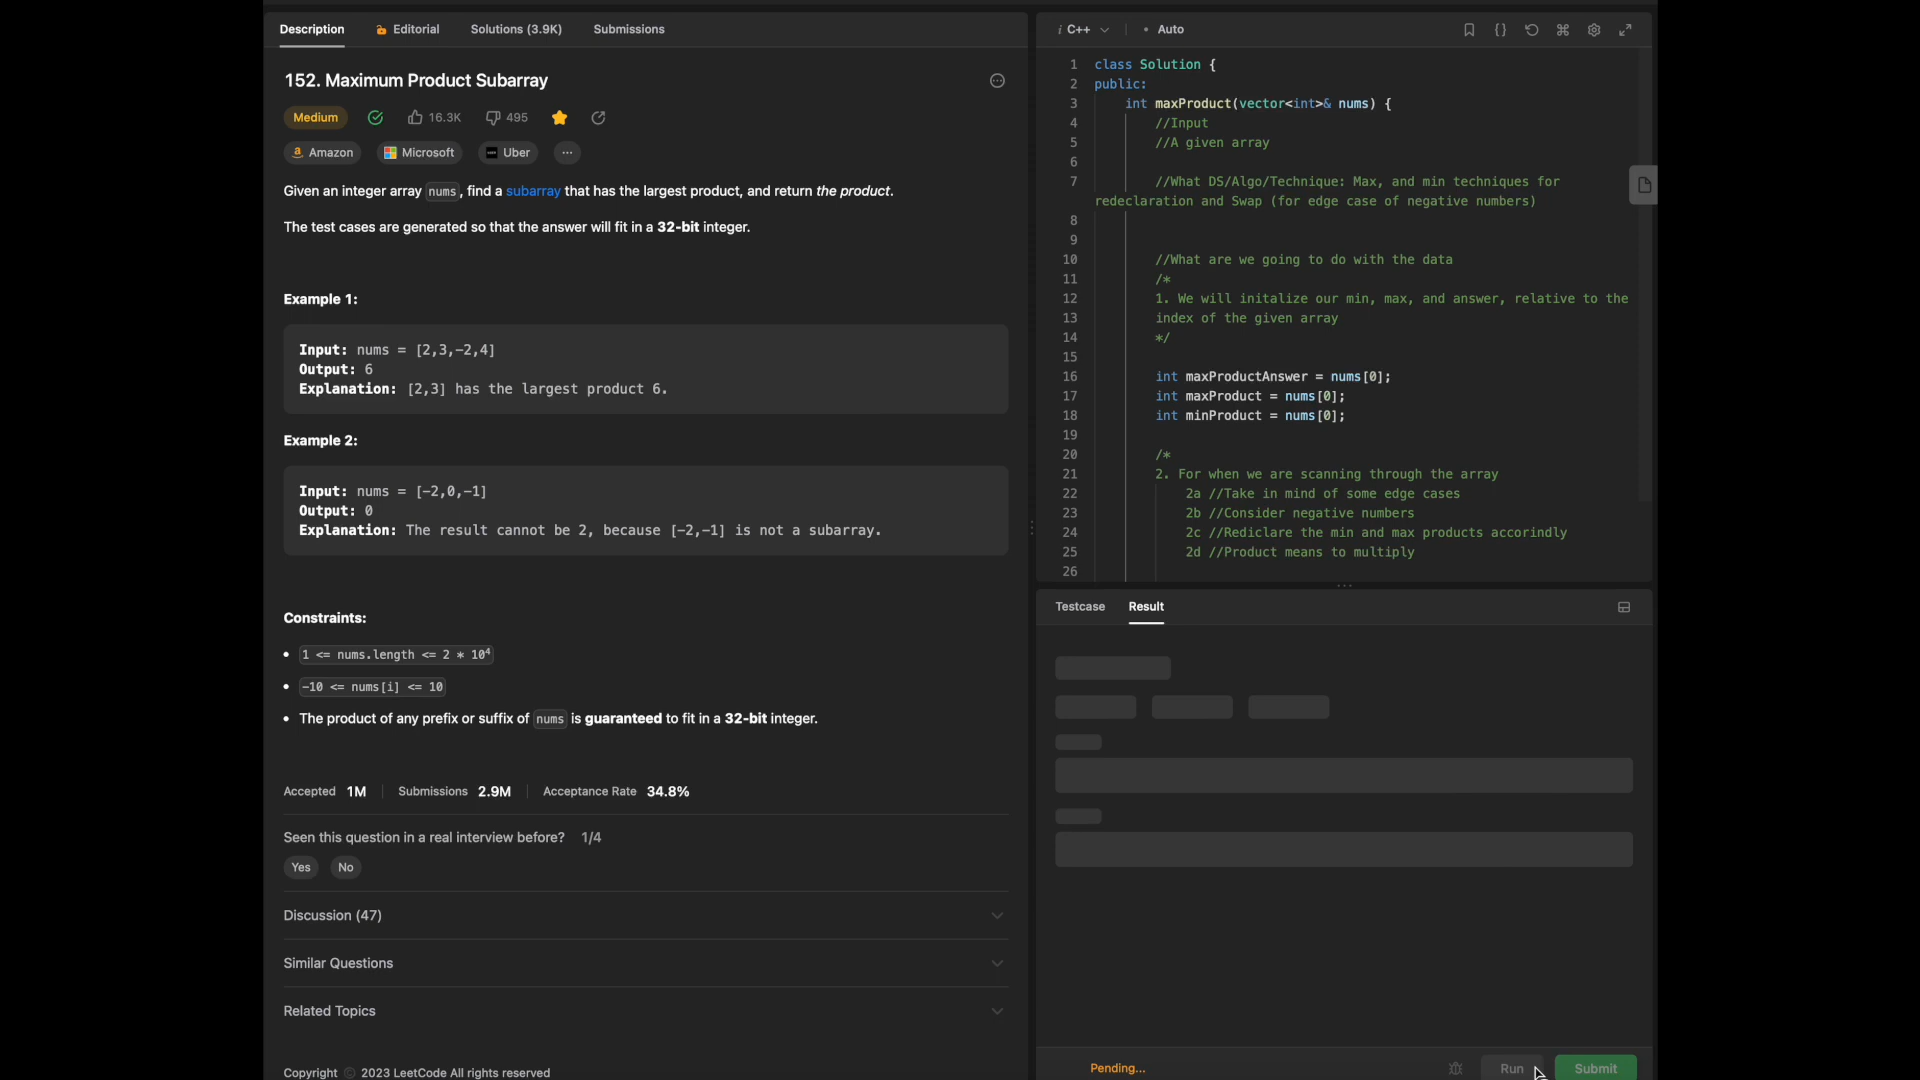 Description Editorial Solutions (3.9K) Submissions
152. Maximum Product Subarray
Medium 16.3K 495
Amazon Microsoft Uber ...
Given an integer array nums, find a subarray that has the largest product, and return the product.
The test cases are generated so that the answer will fit in a 32-bit integer.
Example 1:
Input: nums = [2,3,-2,4]
Output: 6
Explanation: [2,3] has the largest product 6.
Example 2:
Input: nums = [-2,0,-1]
Output: 0
Explanation: The result cannot be 2, because [-2,-1] is not a subarray.
Constraints:
• 1 <= nums.length <= 2 * 10⁴
• -10 <= nums[i] <= 10
• The product of any prefix or suffix of nums is guaranteed to fit in a 32-bit integer.
Accepted 1M Submissions 2.9M Acceptance Rate 34.8%
Seen this question in a real interview before? 1/4
Yes No
Discussion (47)
Similar Questions
Related Topics
Copyright © 2023 LeetCode All rights reserved
i C++ • Auto
1 class Solution {
2 public:
3 int maxProduct(vector<int>& nums) {
4 //Input
5 //A given array
6
7 //What DS/Algo/Technique: Max, and min techniques for
redeclaration and Swap (for edge case of negative numbers)
8
9
10 //What are we going to do with the data
11 /*
12 1. We will initalize our min, max, and answer, relative to the
13 index of the given array
14 */
15
16 int maxProductAnswer = nums[0];
17 int maxProduct = nums[0];
18 int minProduct = nums[0];
19
20 /*
21 2. For when we are scanning through the array
22 2a //Take in mind of some edge cases
23 2b //Consider negative numbers
24 2c //Rediclare the min and max products accorindly
25 2d //Product means to multiply
26
Testcase Result
Pending... Run Submit